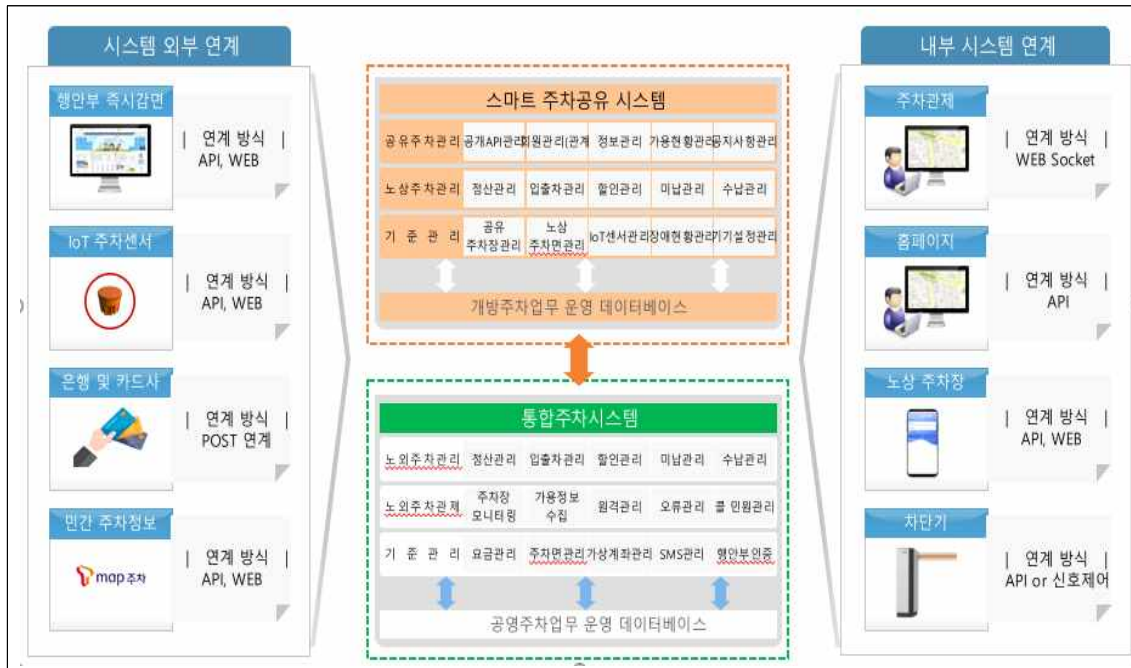 시스템 외부 연계
행안부 즉시감면
| 연계 방식 |
API, WEB
IoT 주차센서
| 연계 방식 |
API, WEB
은행 및 카드사
| 연계 방식 |
POST 연계
민간 주차정보
T map 주차
| 연계 방식 |
API, WEB
스마트 주차공유 시스템
공유주차관리 공개API관리 회원관리(관계 정보관리 가용현황관리 공지사항관리
노상주차관리 정산관리 입출차관리 할인관리 미납관리 수납관리
기 준 관 리 공유 주차장관리 노상 주차면관리 IoT센서관리 장애현황관리 기기설정관리
개방주차업무 운영 데이터베이스
통합주차시스템
노외주차관리 정산관리 입출차관리 할인관리 미납관리 수납관리
노외주차관제 주차장 모니터링 가용정보 수집 원격관리 오류관리 콜 민원관리
기 준 관 리 요금관리 주차면관리 가상계좌관리 SMS관리 행안부인증
공영주차업무 운영 데이터베이스
내부 시스템 연계
주차관제
| 연계 방식 |
WEB Socket
홈페이지
| 연계 방식 |
API
노상 주차장
| 연계 방식 |
API, WEB
차단기
| 연계 방식 |
API or 신호제어